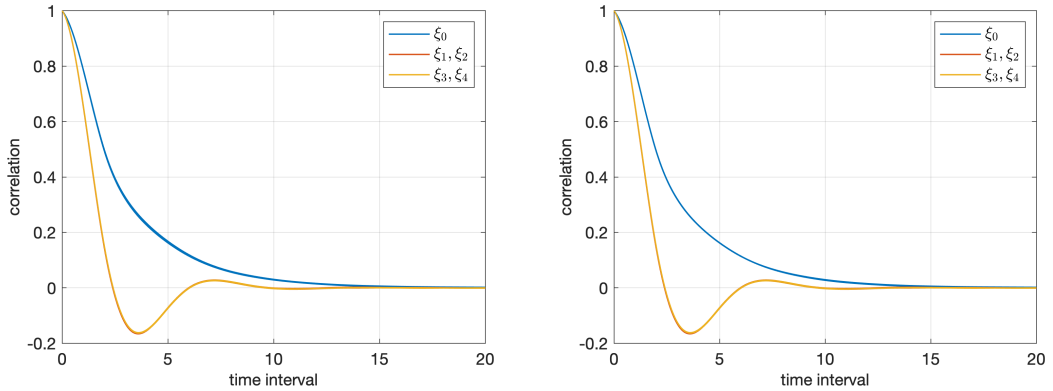 1
0.8
0.6
0.4
0.2
0
-0.2
correlation
0 5 10 15 20
time interval
ξ₀
ξ₁, ξ₂
ξ₃, ξ₄
1
0.8
0.6
0.4
0.2
0
-0.2
correlation
0 5 10 15 20
time interval
ξ₀
ξ₁, ξ₂
ξ₃, ξ₄